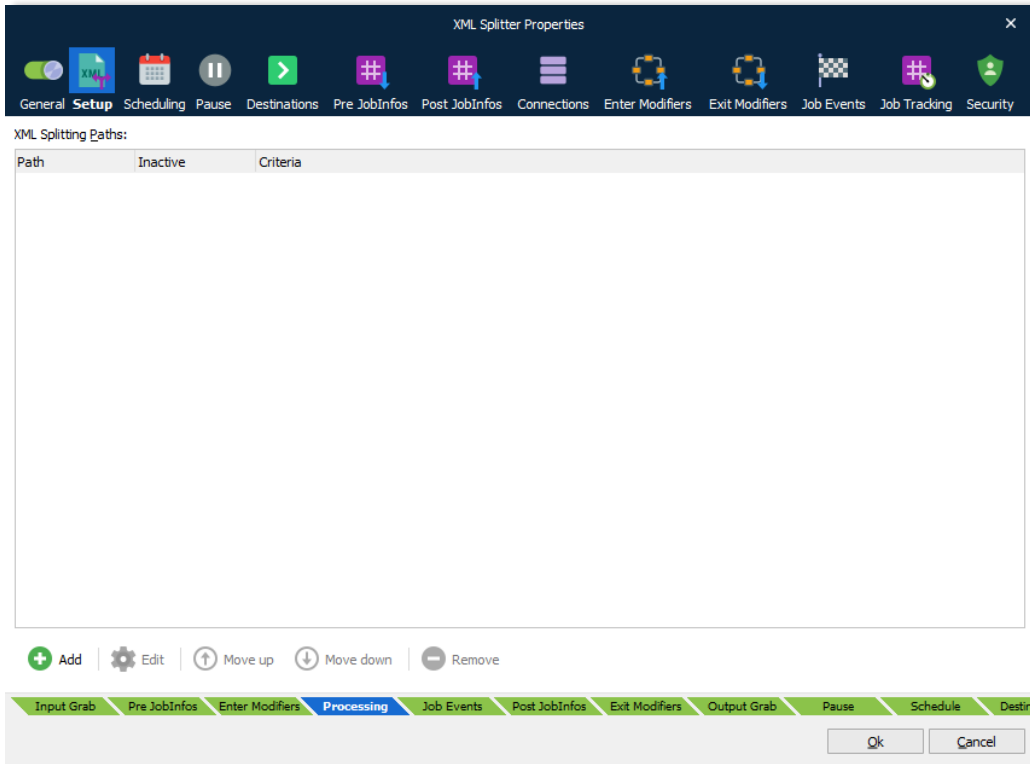 XML Splitter Properties
General Setup Scheduling Pause Destinations Pre JobInfos Post JobInfos Connections Enter Modifiers Exit Modifiers Job Events Job Tracking Security
XML Splitting Paths:
Path Inactive Criteria
Add Edit Move up Move down Remove
Input Grab Pre JobInfos Enter Modifiers Processing Job Events Post JobInfos Exit Modifiers Output Grab Pause Schedule Destin
Ok Cancel